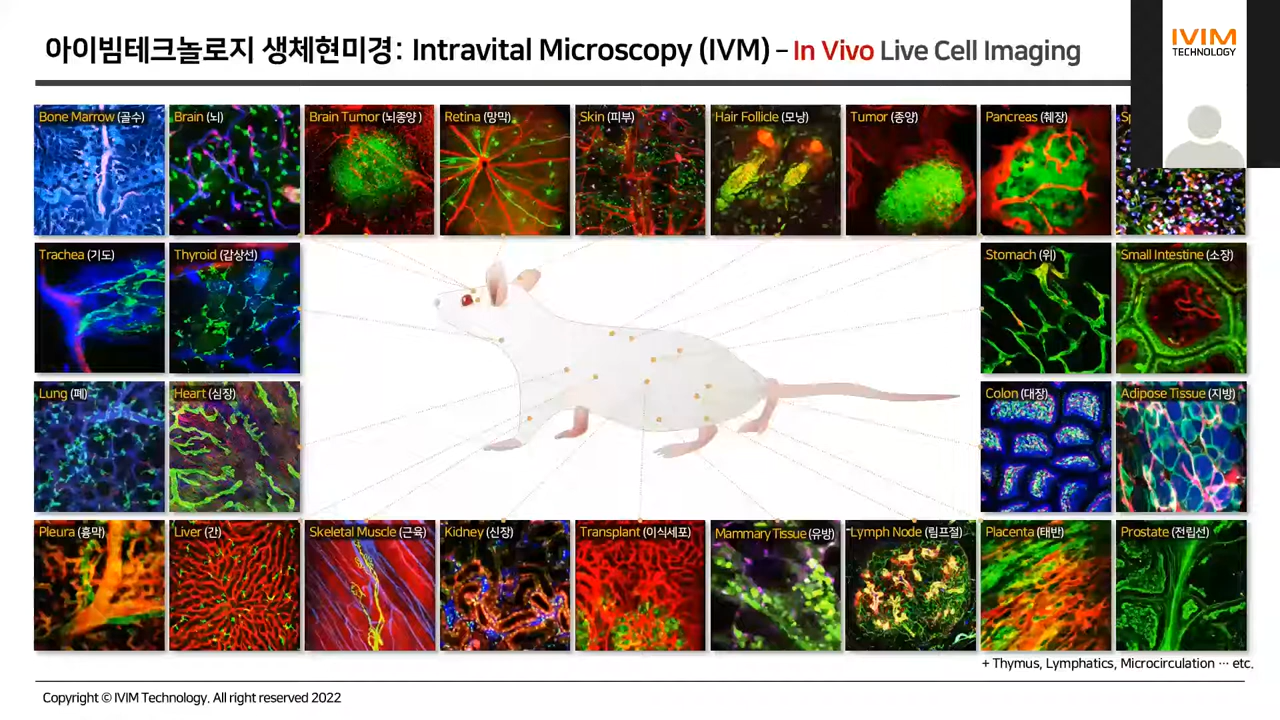 아이빔테크놀로지 생체현미경: Intravital Microscopy (IVM) – In Vivo Live Cell Imaging
IVIM
TECHNOLOGY
Bone Marrow (골수)
Brain (뇌)
Brain Tumor (뇌종양 )
Retina (망막)
Skin (피부)
Hair Follicle (모낭)
Tumor (종양)
Pancreas (췌장)
Trachea (기도)
Thyroid (갑상선)
Stomach (위)
Small Intestine (소장)
Lung (폐)
Heart (심장)
Colon (대장)
Adipose Tissue (지방)
Pleura (흉막)
Liver (간)
Skeletal Muscle (근육)
Kidney (신장)
Transplant (이식세포)
Mammary Tissue (유방)
Lymph Node (림프절)
Placenta (태반)
Prostate (전립선)
+ Thymus, Lymphatics, Microcirculation ··· etc.
Copyright © IVIM Technology. All right reserved 2022